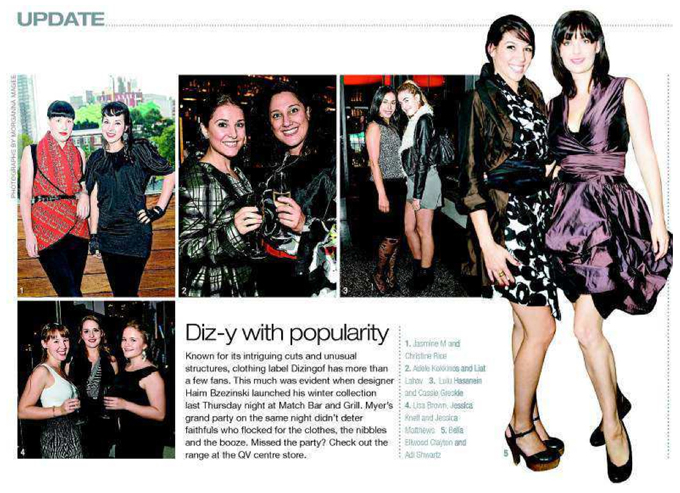 UPDATE
PHOTOGRAPHS BY MORGANNA MAGEE
1
2
3
4
5
Diz-y with popularity
Known for its intriguing cuts and unusual
structures, clothing label Dizingof has more than
a few fans. This much was evident when designer
Haim Bzezinski launched his winter collection
last Thursday night at Match Bar and Grill. Myer's
grand party on the same night didn't deter
faithfuls who flocked for the clothes, the nibbles
and the booze. Missed the party? Check out the
range at the QV centre store.
1. Jasmine M and
Christine Rise
2. Adele Kokkinos and Liat
Lahav 3. Lulu Hasanein
and Cassie
4. Lisa Brown, Jessica
Knell and Jessica
Matthews 5. Bella
Ellwood Clayton and
Adi Shwartz